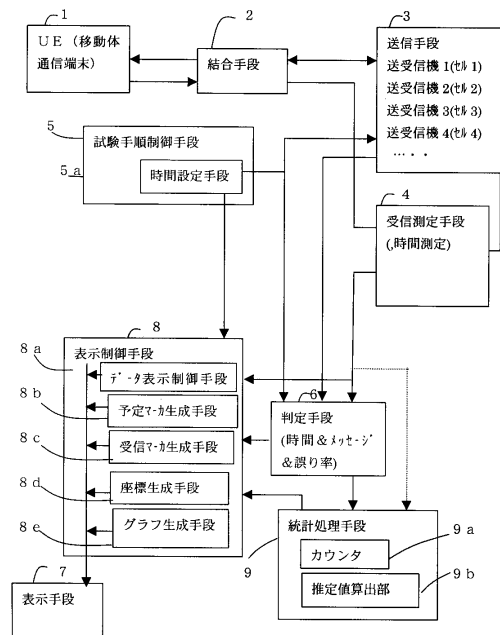 1
UE(移動体
通信端末)
2
結合手段
3
送信手段
送受信機1(ｾﾙ1)
送受信機2(ｾﾙ2)
送受信機3(ｾﾙ3)
送受信機4(ｾﾙ4)
…・・
5
試験手順制御手段
5a
時間設定手段
4
受信測定手段
(,時間測定)
8
表示制御手段
8a
ﾃﾞｰﾀ表示制御手段
8b
予定ﾏｰｶ生成手段
8c
受信ﾏｰｶ生成手段
8d
座標生成手段
8e
グラフ生成手段
6
判定手段
(時間&ﾒｯｾｰｼﾞ
&誤り率)
統計処理手段
9
カウンタ
9a
推定値算出部
9b
7
表示手段